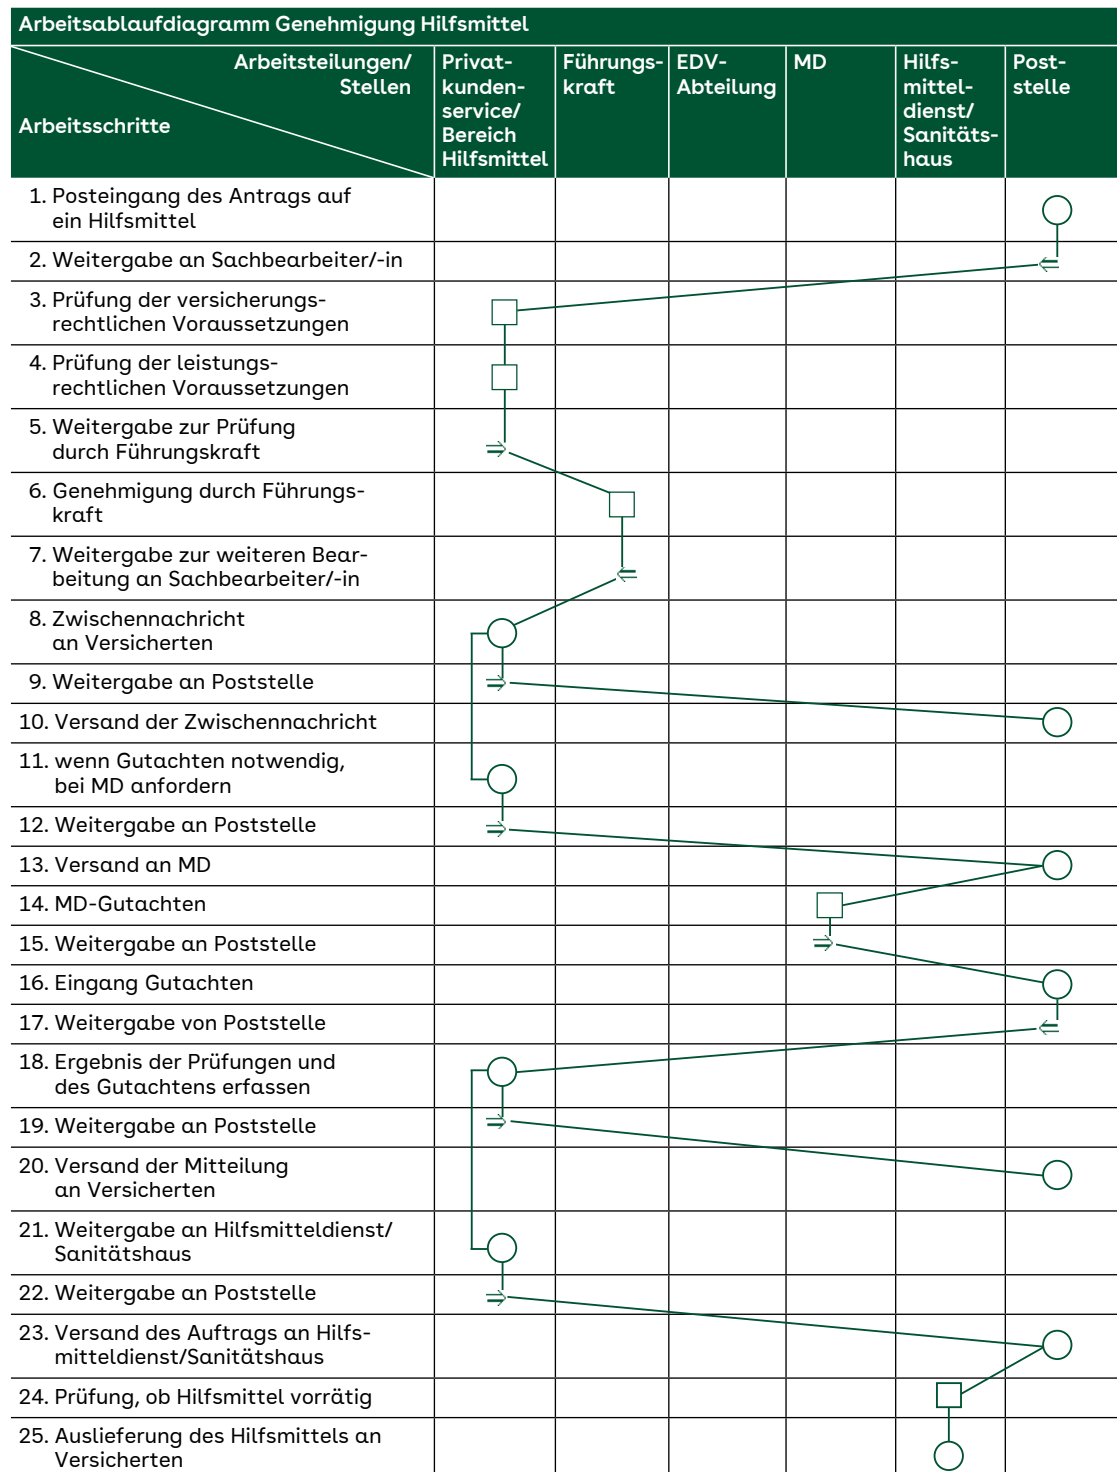 Arbeitsablaufdiagramm Genehmigung Hilfsmittel
Arbeitsteilungen/
Stellen
Arbeitsschritte
Privat-
kunden-
service/
Bereich
Hilfsmittel
Führungs-
kraft
EDV-
Abteilung
MD
Hilfs-
mittel-
dienst/
Sanitäts-
haus
Post-
stelle
1. Posteingang des Antrags auf
ein Hilfsmittel
2. Weitergabe an Sachbearbeiter/-in
3. Prüfung der versicherungs-
rechtlichen Voraussetzungen
4. Prüfung der leistungs-
rechtlichen Voraussetzungen
5. Weitergabe zur Prüfung
durch Führungskraft
6. Genehmigung durch Führungs-
kraft
7. Weitergabe zur weiteren Bear-
beitung an Sachbearbeiter/-in
8. Zwischennachricht
an Versicherten
9. Weitergabe an Poststelle
10. Versand der Zwischennachricht
11. wenn Gutachten notwendig,
bei MD anfordern
12. Weitergabe an Poststelle
13. Versand an MD
14. MD-Gutachten
15. Weitergabe an Poststelle
16. Eingang Gutachten
17. Weitergabe von Poststelle
18. Ergebnis der Prüfungen und
des Gutachtens erfassen
19. Weitergabe an Poststelle
20. Versand der Mitteilung
an Versicherten
21. Weitergabe an Hilfsmitteldienst/
Sanitätshaus
22. Weitergabe an Poststelle
23. Versand des Auftrags an Hilfs-
mitteldienst/Sanitätshaus
24. Prüfung, ob Hilfsmittel vorrätig
25. Auslieferung des Hilfsmittels an
Versicherten